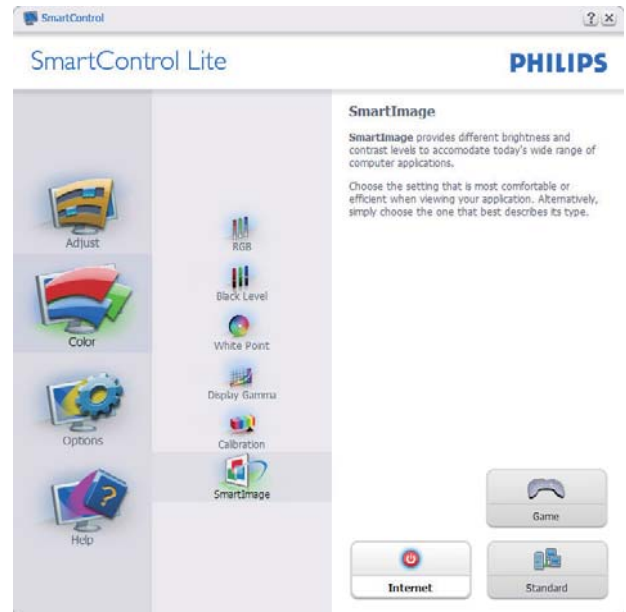 SmartControl
SmartControl Lite
PHILIPS
Adjust
Color
Options
Help
RGB
Black Level
White Point
Display Gamma
Calibration
SmartImage
SmartImage
SmartImage provides different brightness and
contrast levels to accomodate today's wide range of
computer applications.
Choose the setting that is most comfortable or
efficient when viewing your application. Alternatively,
simply choose the one that best describes its type.
Game
Internet
Standard